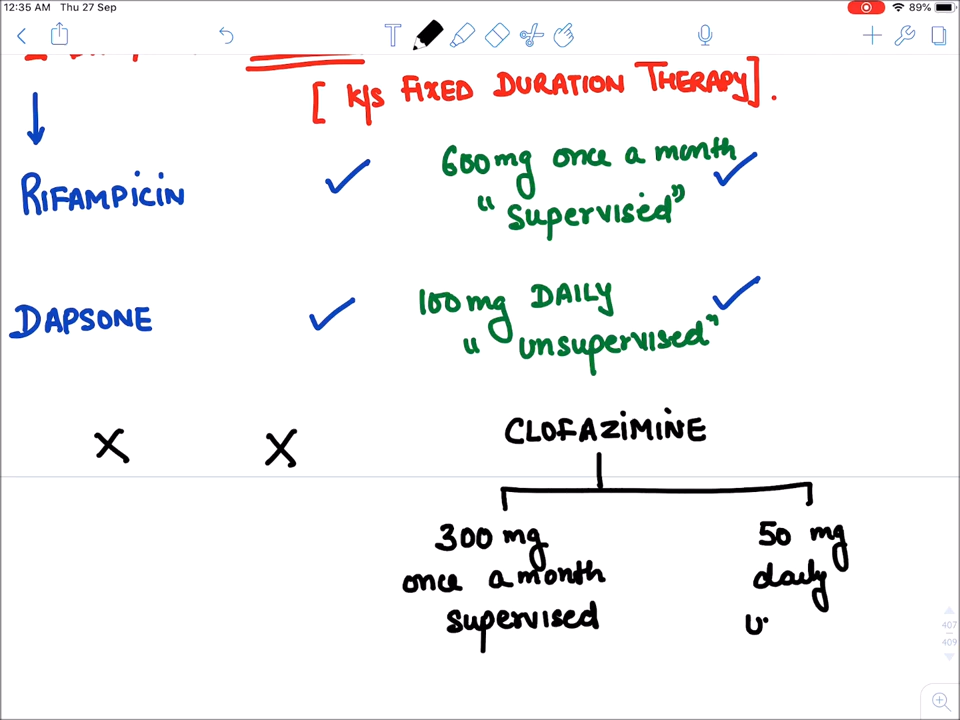 12:35 AM Thu 27 Sep
89%
T
[ K/S FIXED DURATION THERAPY].
RIFAMPICIN
600mg once a month
"supervised"
DAPSONE
100mg DAILY
"unsupervised"
X X
CLOFAZIMINE
300 mg
once a month
supervised
50 mg
daily
u
407
409